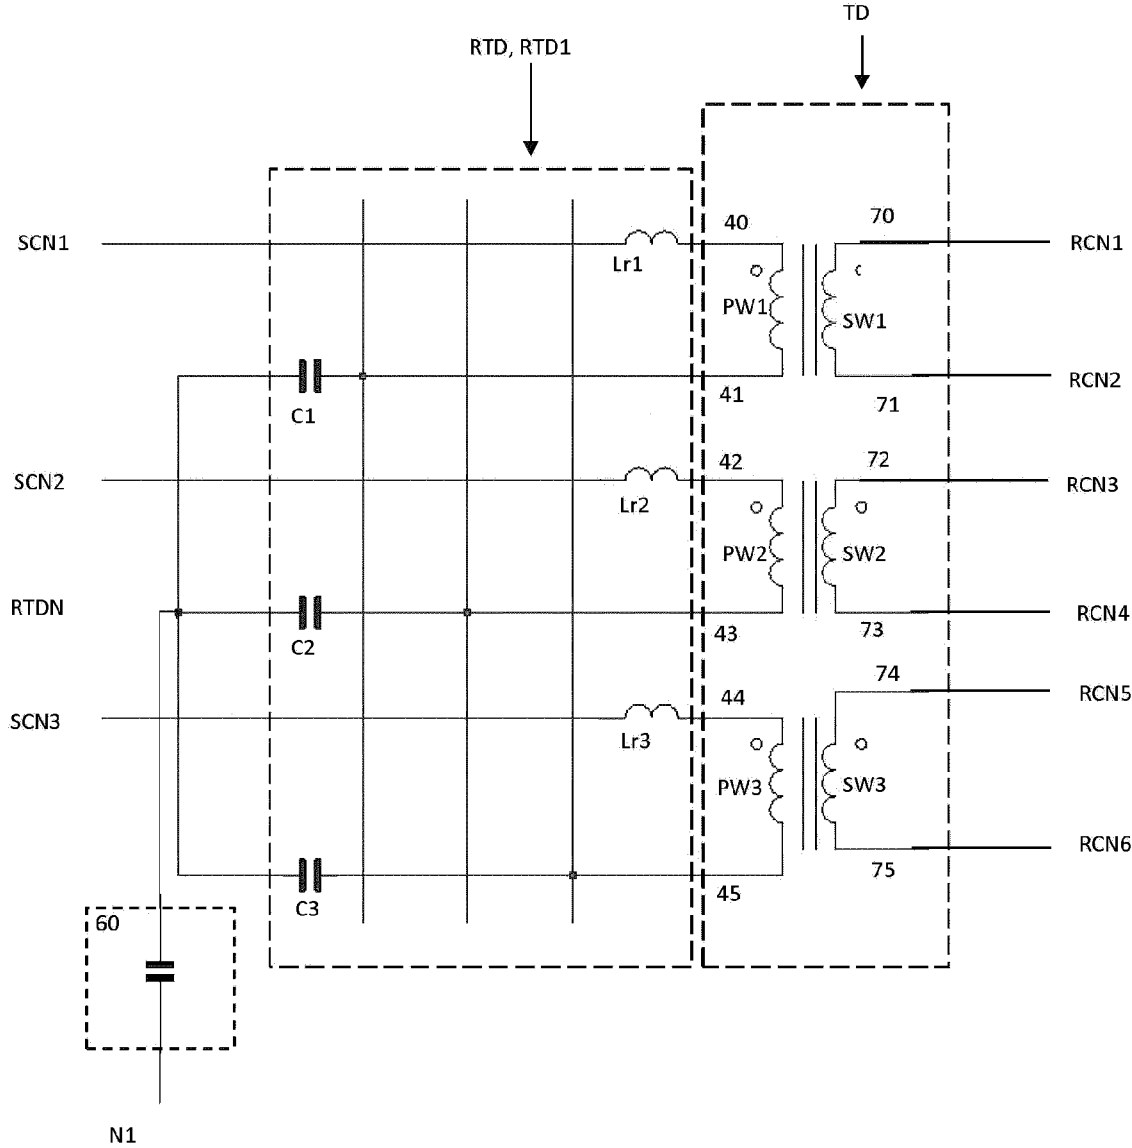 TD
RTD, RTD1
SCN1
40
70
RCN1
Lr1
PW1
SW1
C1
41
71
RCN2
SCN2
42
72
RCN3
Lr2
PW2
SW2
RTDN
C2
43
73
RCN4
SCN3
44
74
RCN5
Lr3
PW3
SW3
C3
45
75
RCN6
60
N1